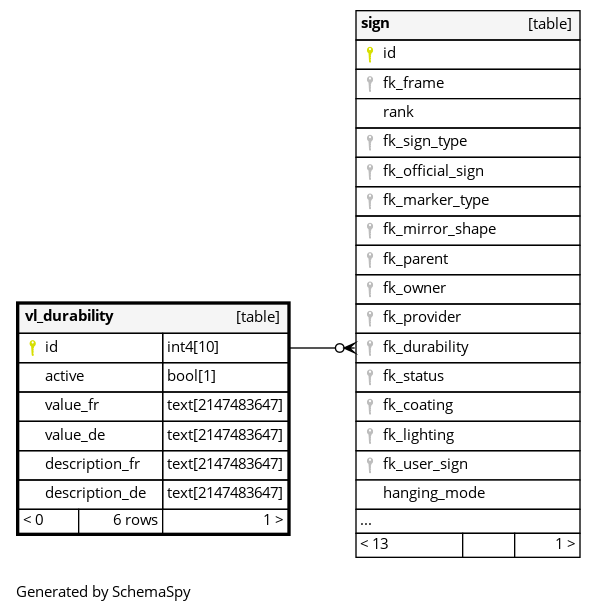 sign [table]
id
fk_frame
rank
fk_sign_type
fk_official_sign
fk_marker_type
fk_mirror_shape
fk_parent
fk_owner
fk_provider
fk_durability
fk_status
fk_coating
fk_lighting
fk_user_sign
hanging_mode
...
< 13 1 >
vl_durability [table]
id int4[10]
active bool[1]
value_fr text[2147483647]
value_de text[2147483647]
description_fr text[2147483647]
description_de text[2147483647]
< 0 6 rows 1 >
Generated by SchemaSpy